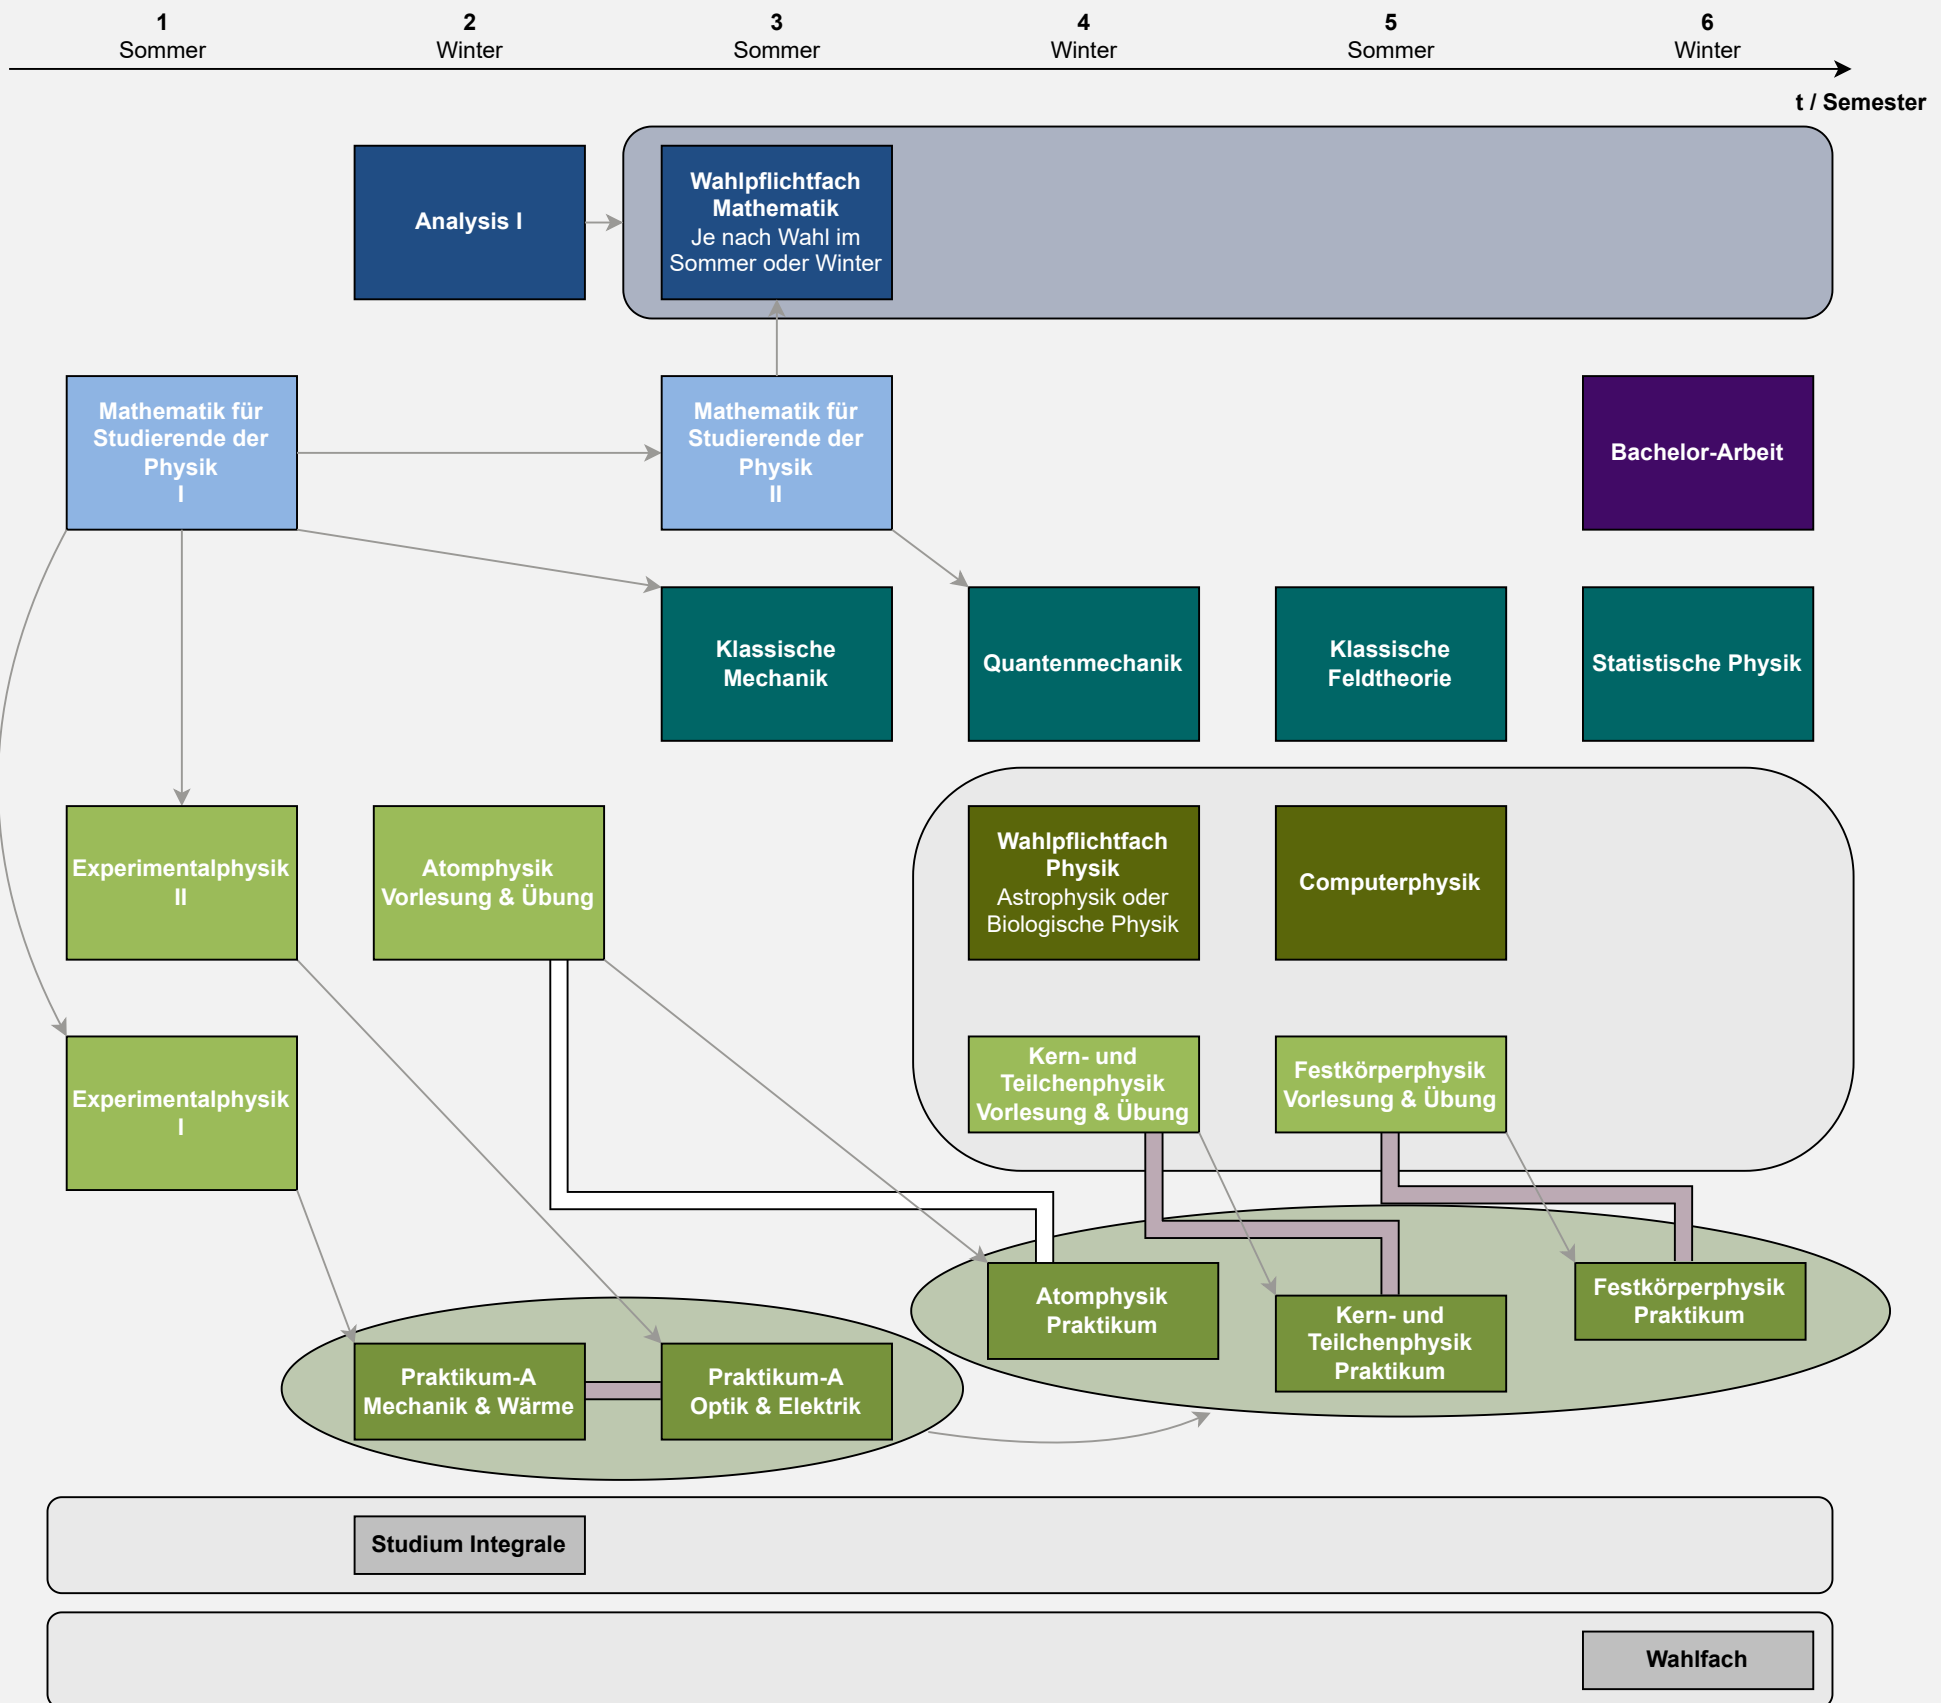 1
Sommer
2
Winter
3
Sommer
4
Winter
5
Sommer
6
Winter
t / Semester
Analysis I
Wahlpflichtfach
Mathematik
Je nach Wahl im
Sommer oder Winter
Mathematik für
Studierende der
Physik
I
Mathematik für
Studierende der
Physik
II
Bachelor-Arbeit
Klassische
Mechanik
Quantenmechanik
Klassische
Feldtheorie
Statistische Physik
Experimentalphysik
II
Atomphysik
Vorlesung & Übung
Wahlpflichtfach
Physik
Astrophysik oder
Biologische Physik
Computerphysik
Experimentalphysik
I
Kern- und
Teilchenphysik
Vorlesung & Übung
Festkörperphysik
Vorlesung & Übung
Atomphysik
Praktikum
Kern- und
Teilchenphysik
Praktikum
Festkörperphysik
Praktikum
Praktikum-A
Mechanik & Wärme
Praktikum-A
Optik & Elektrik
Studium Integrale
Wahlfach